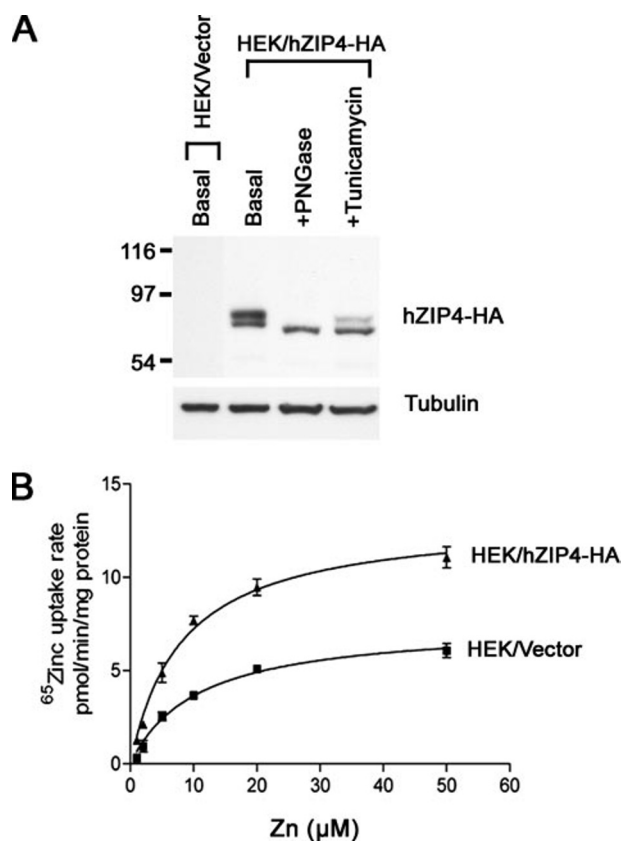 A
HEK/Vector
HEK/hZIP4-HA
Basal
Basal
+PNGase
+Tunicamycin
116
97
54
hZIP4-HA
Tubulin
B
⁶⁵Zinc uptake rate
pmol/min/mg protein
15
10
5
0
HEK/hZIP4-HA
HEK/Vector
0 10 20 30 40 50 60
Zn (µM)